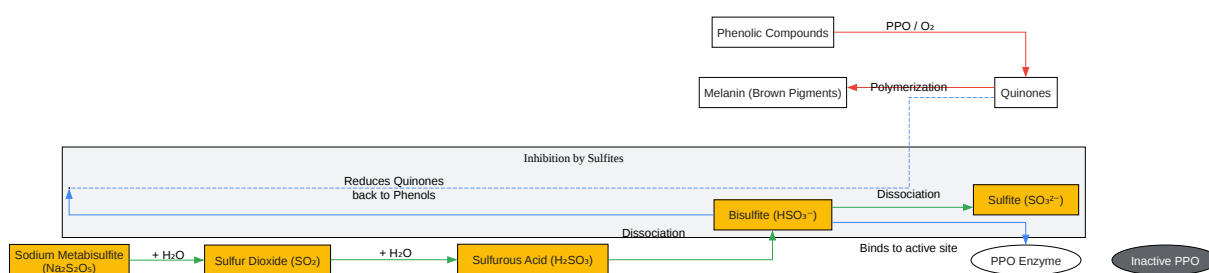 Phenolic Compounds
PPO / O₂
Melanin (Brown Pigments)
Polymerization
Quinones
Inhibition by Sulfites
Reduces Quinones
back to Phenols
Dissociation
Sulfite (SO₃²⁻)
Bisulfite (HSO₃⁻)
Dissociation
Binds to active site
Sodium Metabisulfite
(Na₂S₂O₅)
+ H₂O
Sulfur Dioxide (SO₂)
+ H₂O
Sulfurous Acid (H₂SO₃)
PPO Enzyme
Inactive PPO